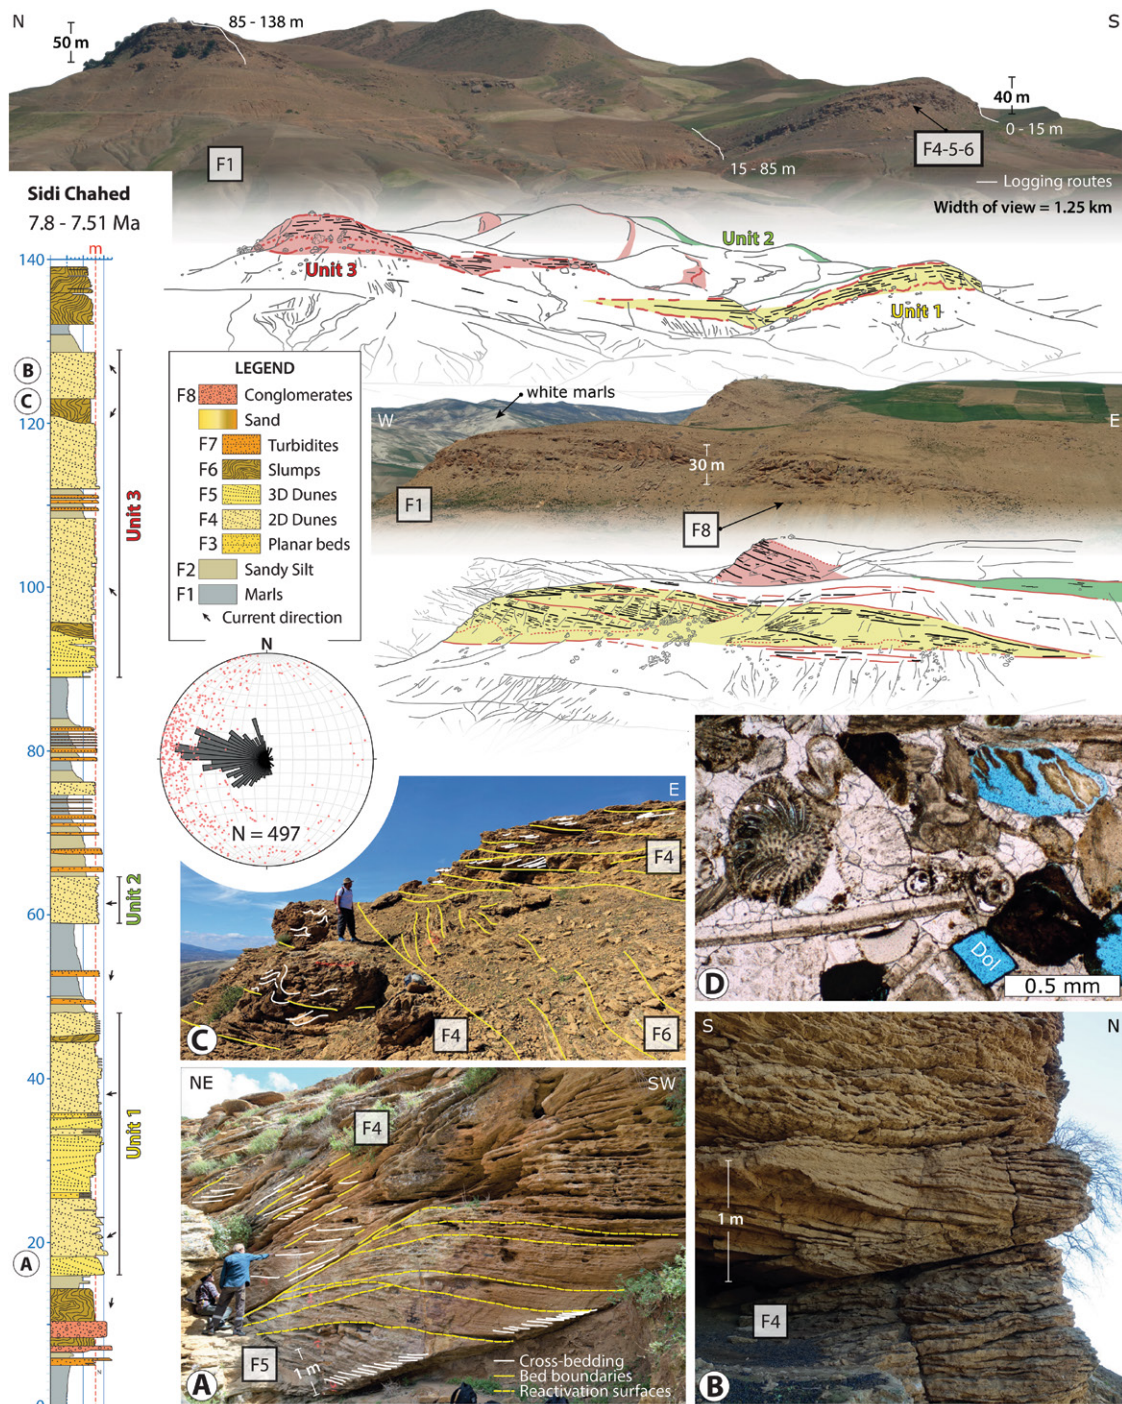 N
S
85 - 138 m
50 m
40 m
0 - 15 m
F4-5-6
15 - 85 m
F1
Logging routes
Width of view = 1.25 km
Sidi Chahed
7.8 - 7.51 Ma
m
140
120
100
80
60
40
20
0
B
C
A
Unit 3
Unit 2
Unit 1
Unit 3
Unit 2
Unit 1
LEGEND
F8 Conglomerates
Sand
F7 Turbidites
F6 Slumps
F5 3D Dunes
F4 2D Dunes
F3 Planar beds
F2 Sandy Silt
F1 Marls
Current direction
white marls
W
E
30 m
F1
F8
N
N = 497
E
F4
F4
F6
C
Dol
0.5 mm
D
NE
SW
F4
F5
1 m
Cross-bedding
Bed boundaries
Reactivation surfaces
A
S
N
1 m
F4
B